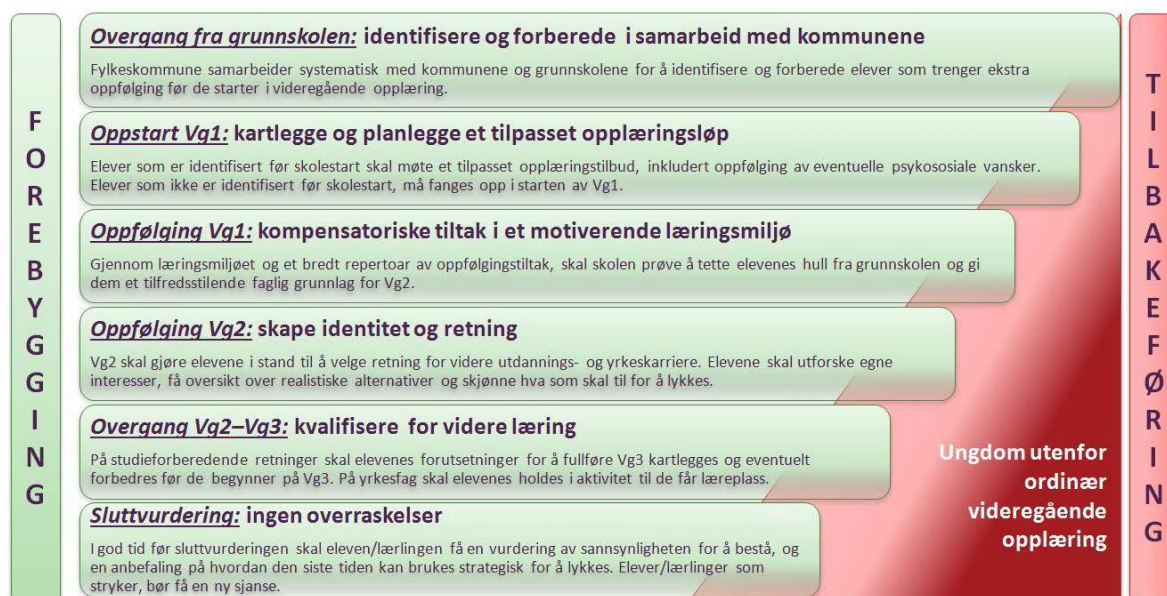 FOREBYGGING
Overgang fra grunnskolen: identifisere og forberede i samarbeid med kommunene
Fylkeskommune samarbeider systematisk med kommunene og grunnskolene for å identifisere og forberede elever som trenger ekstra
oppfølging før de starter i videregående opplæring.
Oppstart Vg1: kartlegge og planlegge et tilpasset opplæringsløp
Elever som er identifisert før skolestart skal møte et tilpasset opplæringstilbud, inkludert oppfølging av eventuelle psykososiale vansker.
Elever som ikke er identifisert før skolestart, må fanges opp i starten av Vg1.
Oppfølging Vg1: kompensatoriske tiltak i et motiverende læringsmiljø
Gjennom læringsmiljøet og et bredt repertoar av oppfølgingstiltak, skal skolen prøve å tette elevenes hull fra grunnskolen og gi
dem et tilfredsstilende faglig grunnlag for Vg2.
Oppfølging Vg2: skape identitet og retning
Vg2 skal gjøre elevene i stand til å velge retning for videre utdannings- og yrkeskarriere. Elevene skal utforske egne
interesser, få oversikt over realistiske alternativer og skjønne hva som skal til for å lykkes.
Overgang Vg2–Vg3: kvalifisere for videre læring
På studieforberedende retninger skal elevenes forutsetninger for å fullføre Vg3 kartlegges og eventuelt
forbedres før de begynner på Vg3. På yrkesfag skal elevenes holdes i aktivitet til de får læreplass.
Sluttvurdering: ingen overraskelser
I god tid før sluttvurderingen skal eleven/lærlingen få en vurdering av sannsynligheten for å bestå, og
en anbefaling på hvordan den siste tiden kan brukes strategisk for å lykkes. Elever/lærlinger som
stryker, bør få en ny sjanse.
Ungdom utenfor
ordinær
videregående
opplæring
TILBAKEFØRING